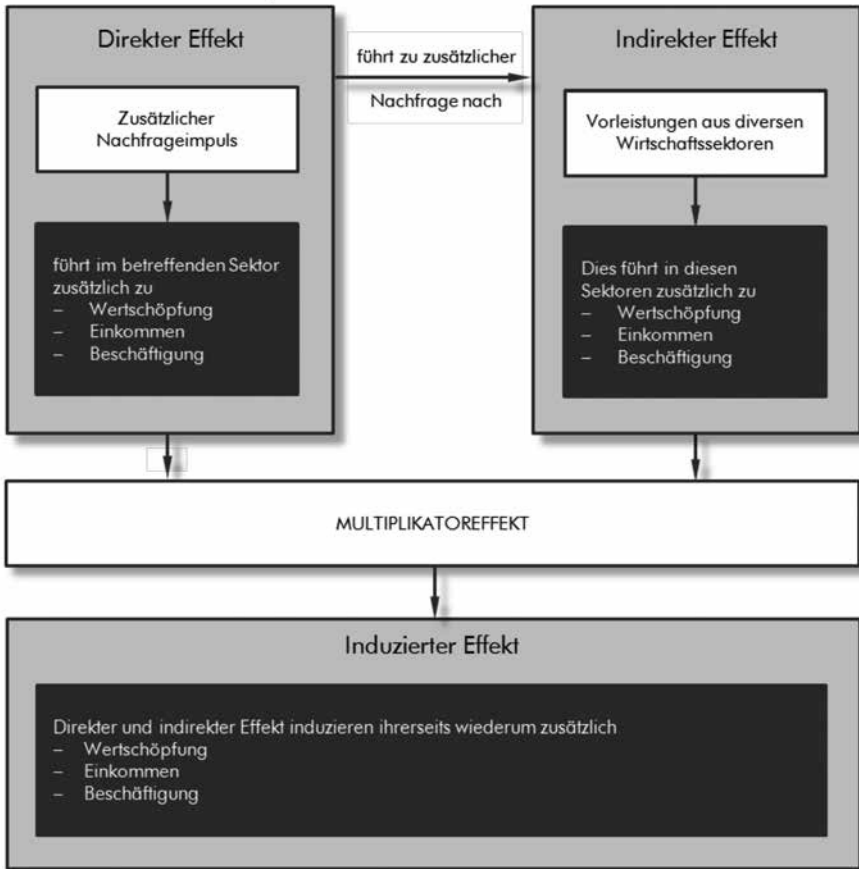 Direkter Effekt
Zusätzlicher
Nachfrageimpuls
führt im betreffenden Sektor
zusätzlich zu
– Wertschöpfung
– Einkommen
– Beschäftigung
führt zu zusätzlicher
Nachfrage nach
Indirekter Effekt
Vorleistungen aus diversen
Wirtschaftssektoren
Dies führt in diesen
Sektoren zusätzlich zu
– Wertschöpfung
– Einkommen
– Beschäftigung
MULTIPLIKATOREFFEKT
Induzierter Effekt
Direkter und indirekter Effekt induzieren ihrerseits wiederum zusätzlich
– Wertschöpfung
– Einkommen
– Beschäftigung